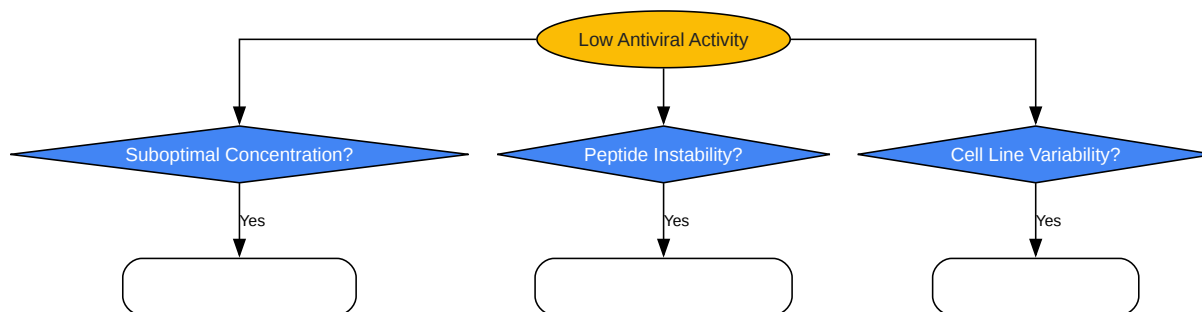 Low Antiviral Activity
Suboptimal Concentration?
Peptide Instability?
Cell Line Variability?
Yes
Yes
Yes